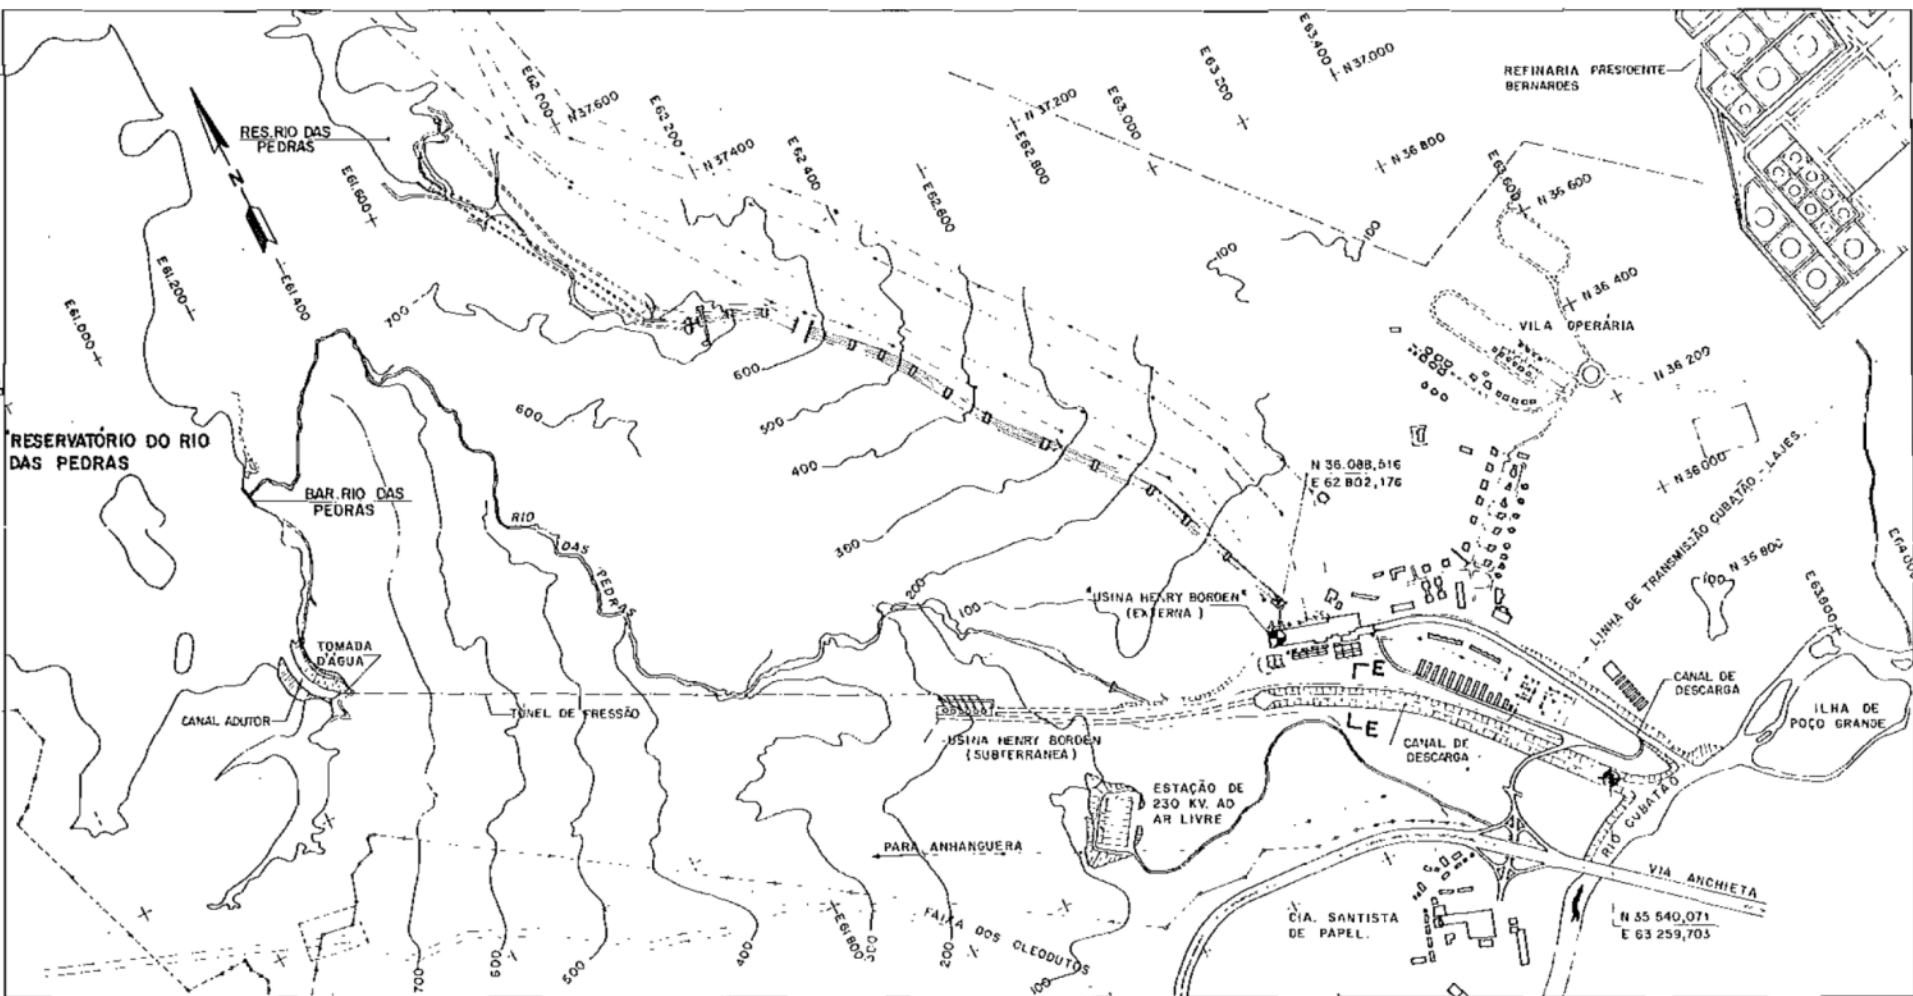 RES.RIO DAS
PEDRAS
N
E 61.000
E 61.200
E 61.400
E 61.600
E 62 000
N 37.600
E 62 200
N 37400
E 62 400
E 62.600
N 37.200
E 62.800
E 63.000
E 63.200
E 63.400
N 37.000
N 36 800
E 63.600
N 36 600
N 36 400
REFINARIA PRESIDENTE
BERNARDES
VILA OPERÁRIA
N 36 200
N 36 000
700
600
600
500
400
200
100
100
100
RESERVATÓRIO DO RIO
DAS PEDRAS
BAR. RIO DAS
PEDRAS
RIO
DAS
PEDRAS
N 36.088,516
E 62 802,176
LINHA DE TRANSMISSÃO CUBATÃO - LAJES
100
E 63.800
"USINA HENRY BORDEN"
(EXTERNA)
TOMADA
D'ÁGUA
CANAL ADUTOR
TÚNEL DE PRESSÃO
USINA HENRY BORDEN
(SUBTERRANEA)
E
E
CANAL DE
DESCARGA
CANAL DE
DESCARGA
ILHA DE
POÇO GRANDE
ESTAÇÃO DE
230 KV. AO
AR LIVRE
PARA ANHANGUERA
RIO CUBATÃO
VIA ANCHIETA
CIA. SANTISTA
DE PAPEL.
N 35 540,071
E 63 259,703
FAIXA DOS OLEODUTOS
E 61 800
700
600
500
400
200
100